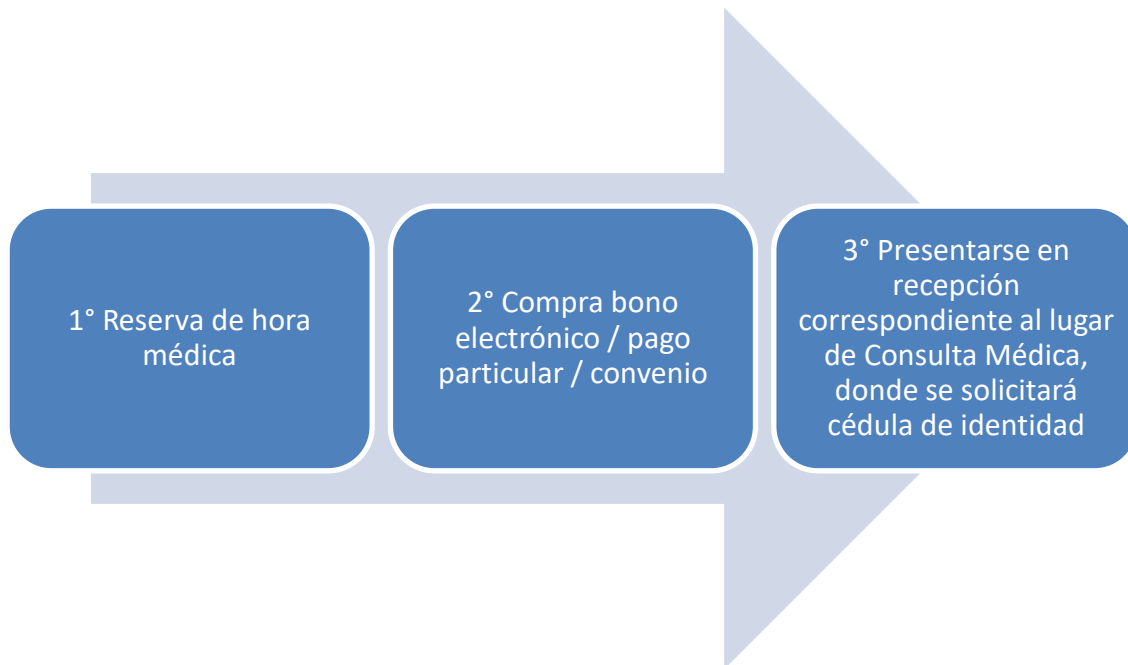 1° Reserva de hora
médica
2° Compra bono
electrónico / pago
particular / convenio
3° Presentarse en
recepción
correspondiente al lugar
de Consulta Médica,
donde se solicitará
cédula de identidad